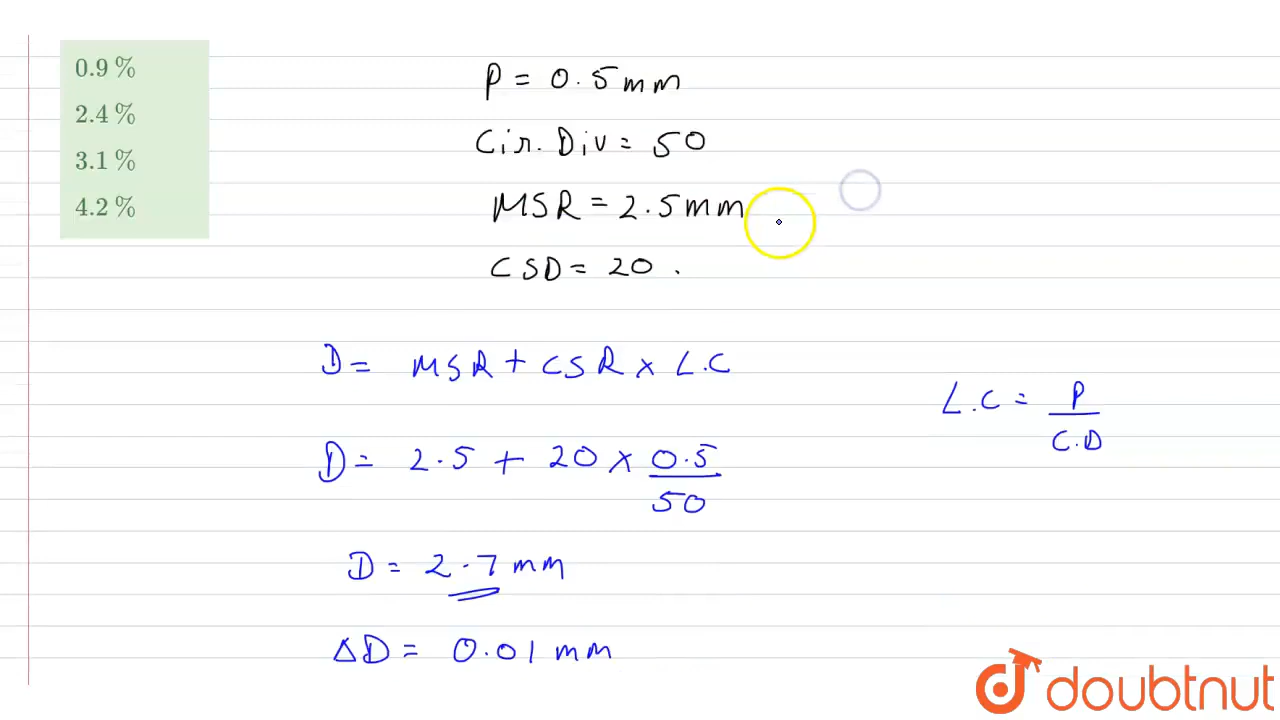 0.9 %
2.4 %
3.1 %
4.2 %
P = 0.5 mm
Cir. Div = 50
MSR = 2.5 mm
CSD = 20 .
D = MSR + CSR × L.C
L.C = P / C.D
D = 2.5 + 20 × 0.5 / 50
D = 2.7 mm
ΔD = 0.01 mm
doubtnut